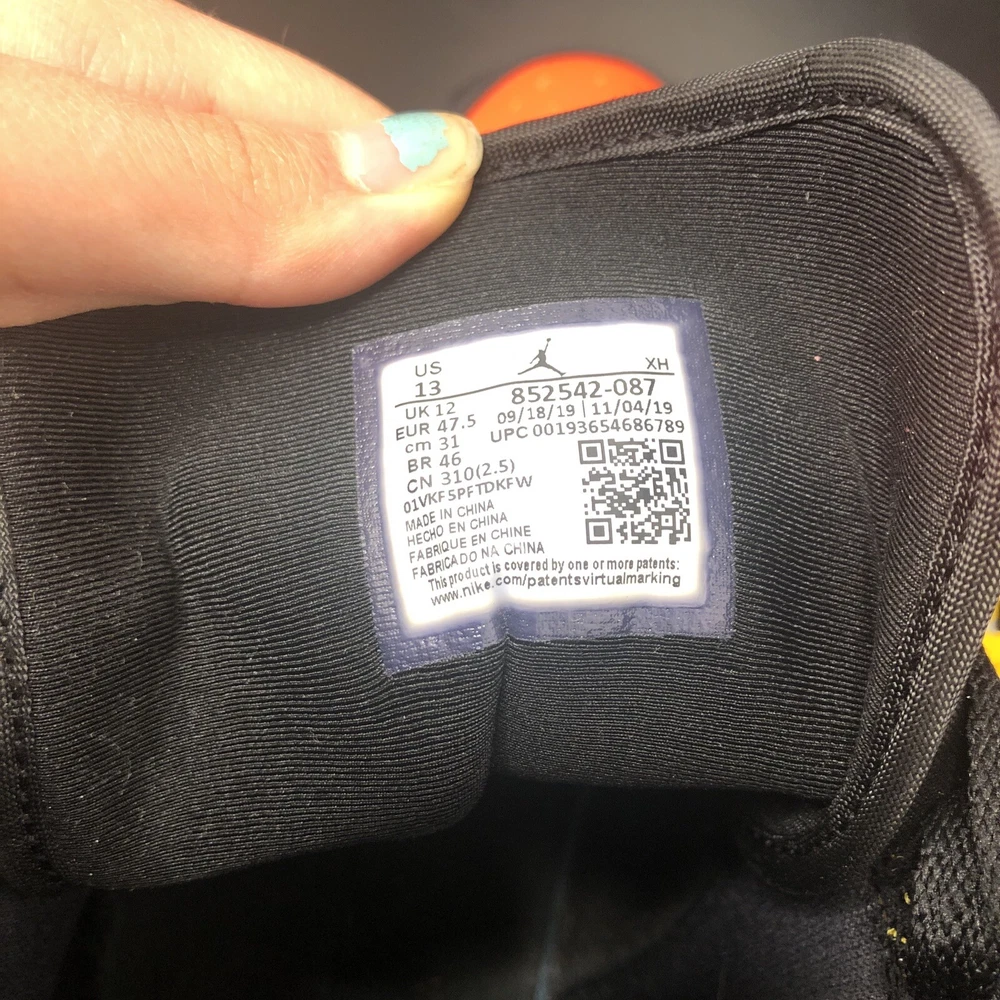 US XH
13 852542-087
UK 12 09/18/19 | 11/04/19
EUR 47.5 UPC 00193654686789
cm 31
BR 46
CN 310(2.5)
01VKF5PFTDKFW
MADE IN CHINA
HECHO EN CHINA
FABRIQUE EN CHINE
FABRICADO NA CHINA
This product is covered by one or more patents:
www.nike.com/patentsvirtualmarking